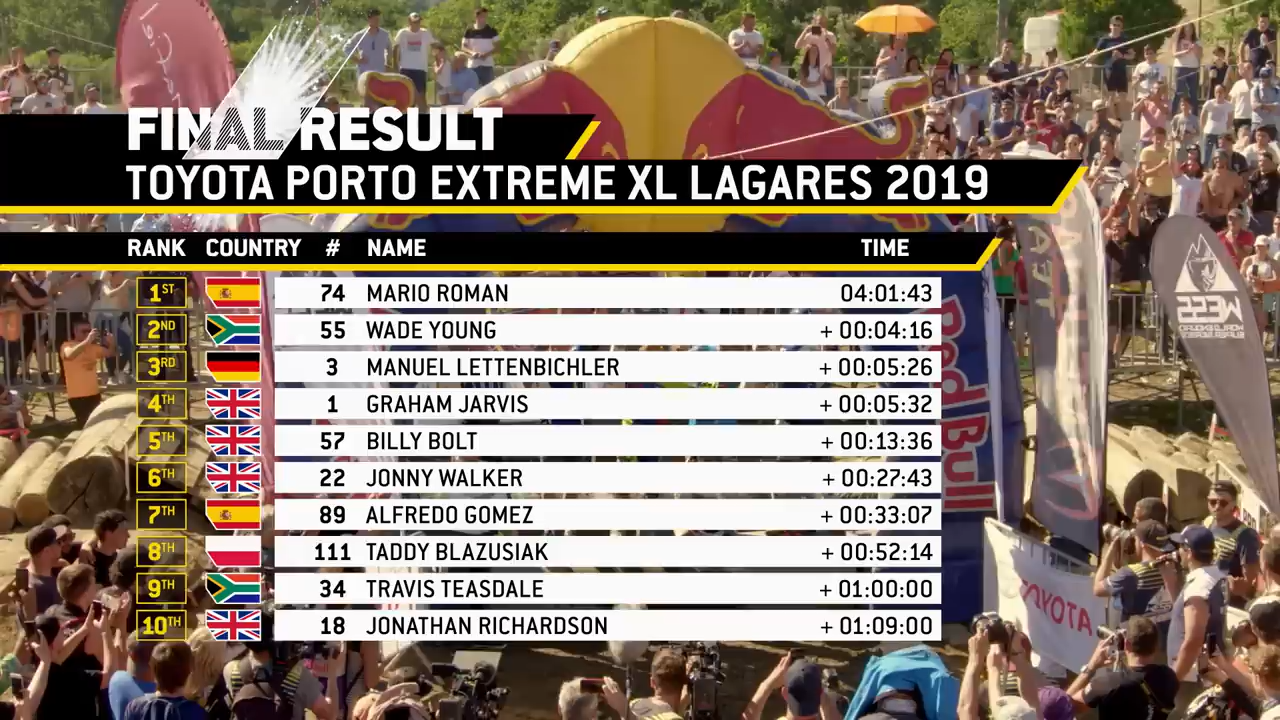 FINAL RESULT
TOYOTA PORTO EXTREME XL LAGARES 2019
RANK COUNTRY # NAME TIME
1ST 74 MARIO ROMAN 04:01:43
2ND 55 WADE YOUNG + 00:04:16
3RD 3 MANUEL LETTENBICHLER + 00:05:26
4TH 1 GRAHAM JARVIS + 00:05:32
5TH 57 BILLY BOLT + 00:13:36
6TH 22 JONNY WALKER + 00:27:43
7TH 89 ALFREDO GOMEZ + 00:33:07
8TH 111 TADDY BLAZUSIAK + 00:52:14
9TH 34 TRAVIS TEASDALE + 01:00:00
10TH 18 JONATHAN RICHARDSON + 01:09:00
Red Bull
WESS
TOYOTA